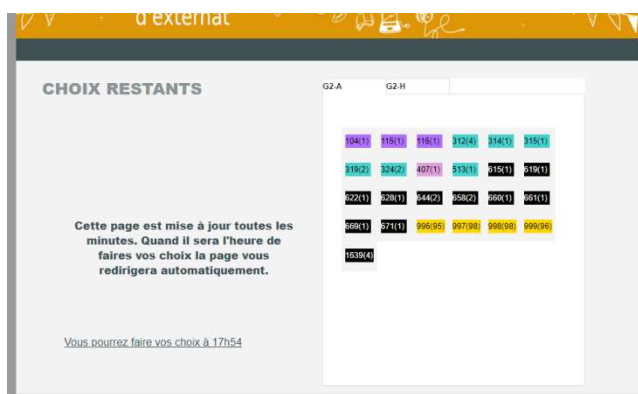 d'externat
CHOIX RESTANTS
G2-A G2-H
104(1) 115(1) 116(1) 312(4) 314(1) 315(1)
319(2) 324(2) 407(1) 513(1) 615(1) 619(1)
622(1) 628(1) 644(2) 658(2) 660(1) 661(1)
669(1) 671(1) 996(95) 997(98) 998(98) 999(96)
1639(4)
Cette page est mise à jour toutes les
minutes. Quand il sera l'heure de
faires vos choix la page vous
redirigera automatiquement.
Vous pourrez faire vos choix à 17h54